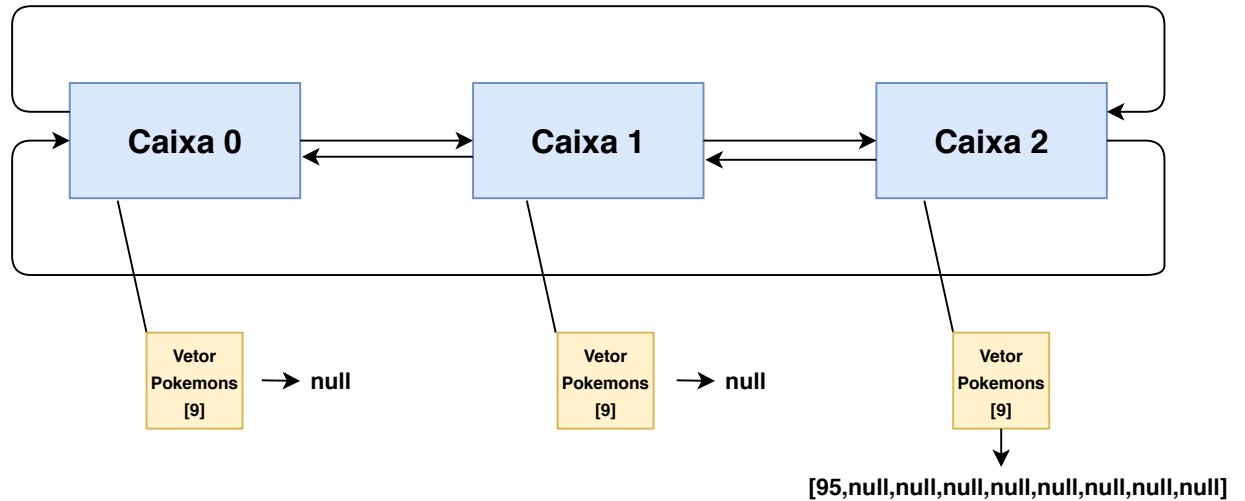 Caixa 0
Caixa 1
Caixa 2
Vetor
Pokemons
[9]
null
Vetor
Pokemons
[9]
null
Vetor
Pokemons
[9]
[95,null,null,null,null,null,null,null]